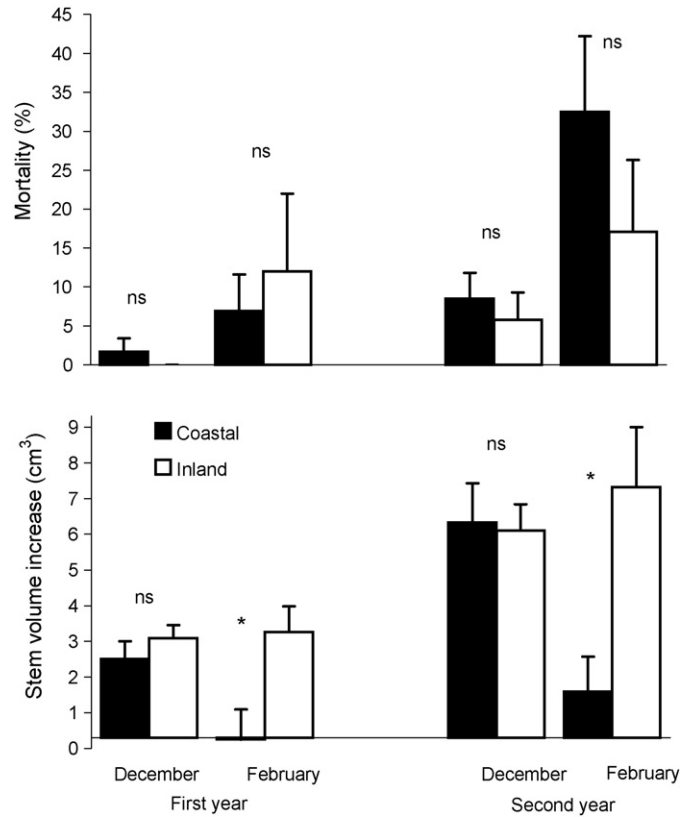 45
40
35
30
25
20
15
10
5
0
Mortality (%)
ns
ns
ns
ns
9
8
7
6
5
4
3
2
1
0
Stem volume increase (cm³)
Coastal
Inland
ns
*
ns
*
December February December February
First year Second year